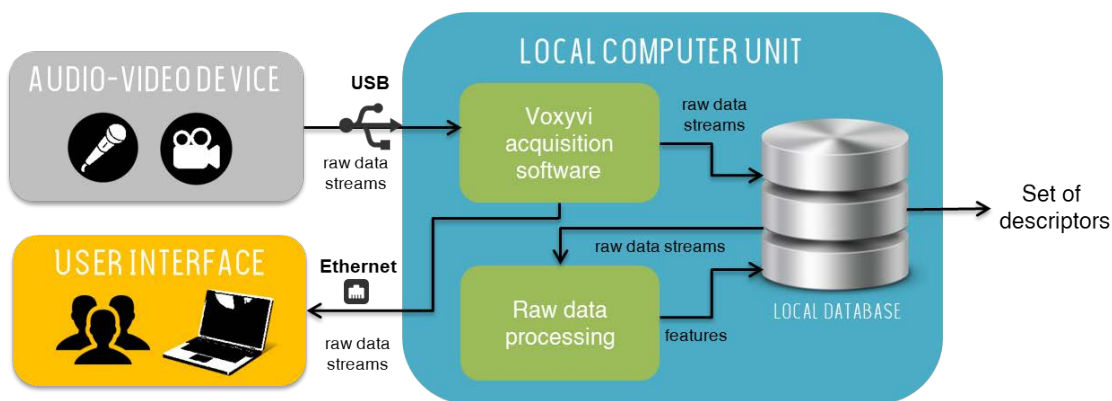 LOCAL COMPUTER UNIT
AUDIO-VIDEO DEVICE
USB
raw data
streams
Voxyvi
acquisition
software
raw data
streams
Set of
descriptors
USER INTERFACE
Ethernet
raw data
streams
raw data streams
Raw data
processing
features
LOCAL DATABASE